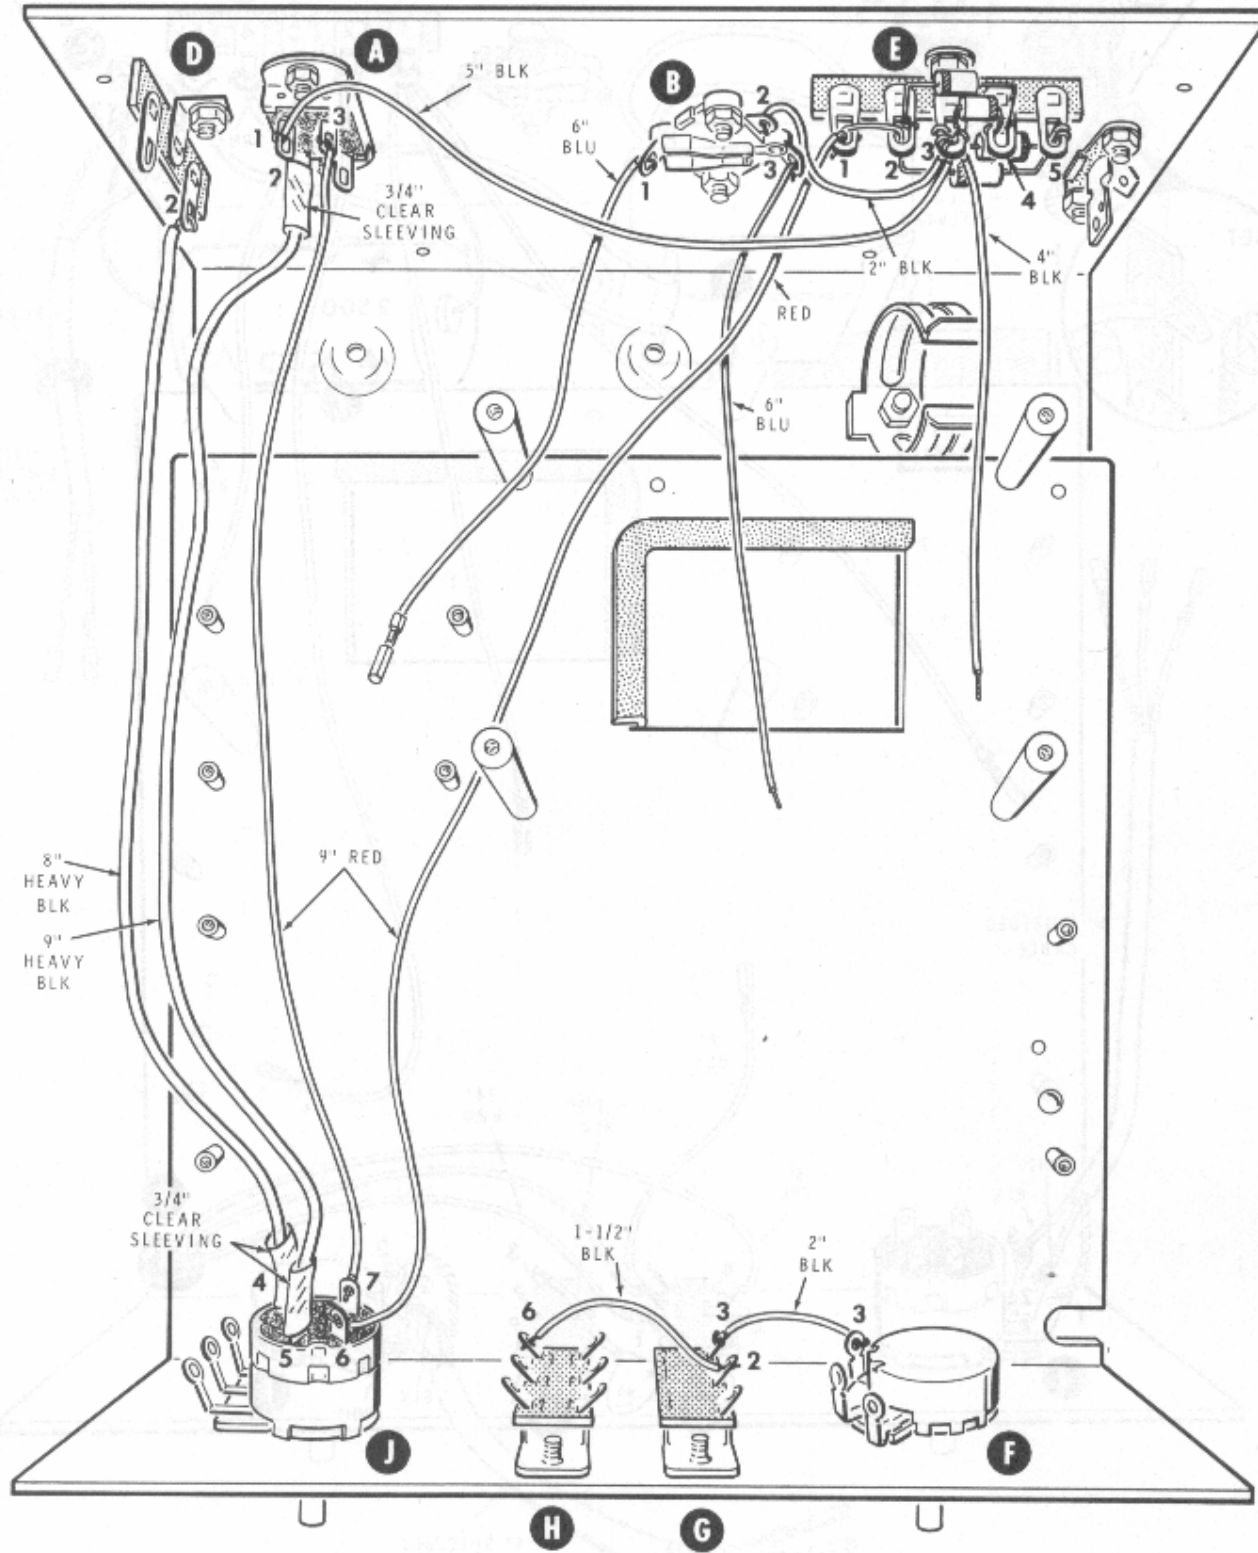 D
A
B
E
5" BLK
6"
BLU
2
1
3
2
3/4"
CLEAR
SLEEVING
1
3
1
2
3
4
5
2
2" BLK
4"
BLK
RED
6"
BLU
8"
HEAVY
BLK
9" RED
9"
HEAVY
BLK
3/4"
CLEAR
SLEEVING
4
7
5
6
1-1/2"
BLK
2"
BLK
6
3
3
2
J
F
H
G